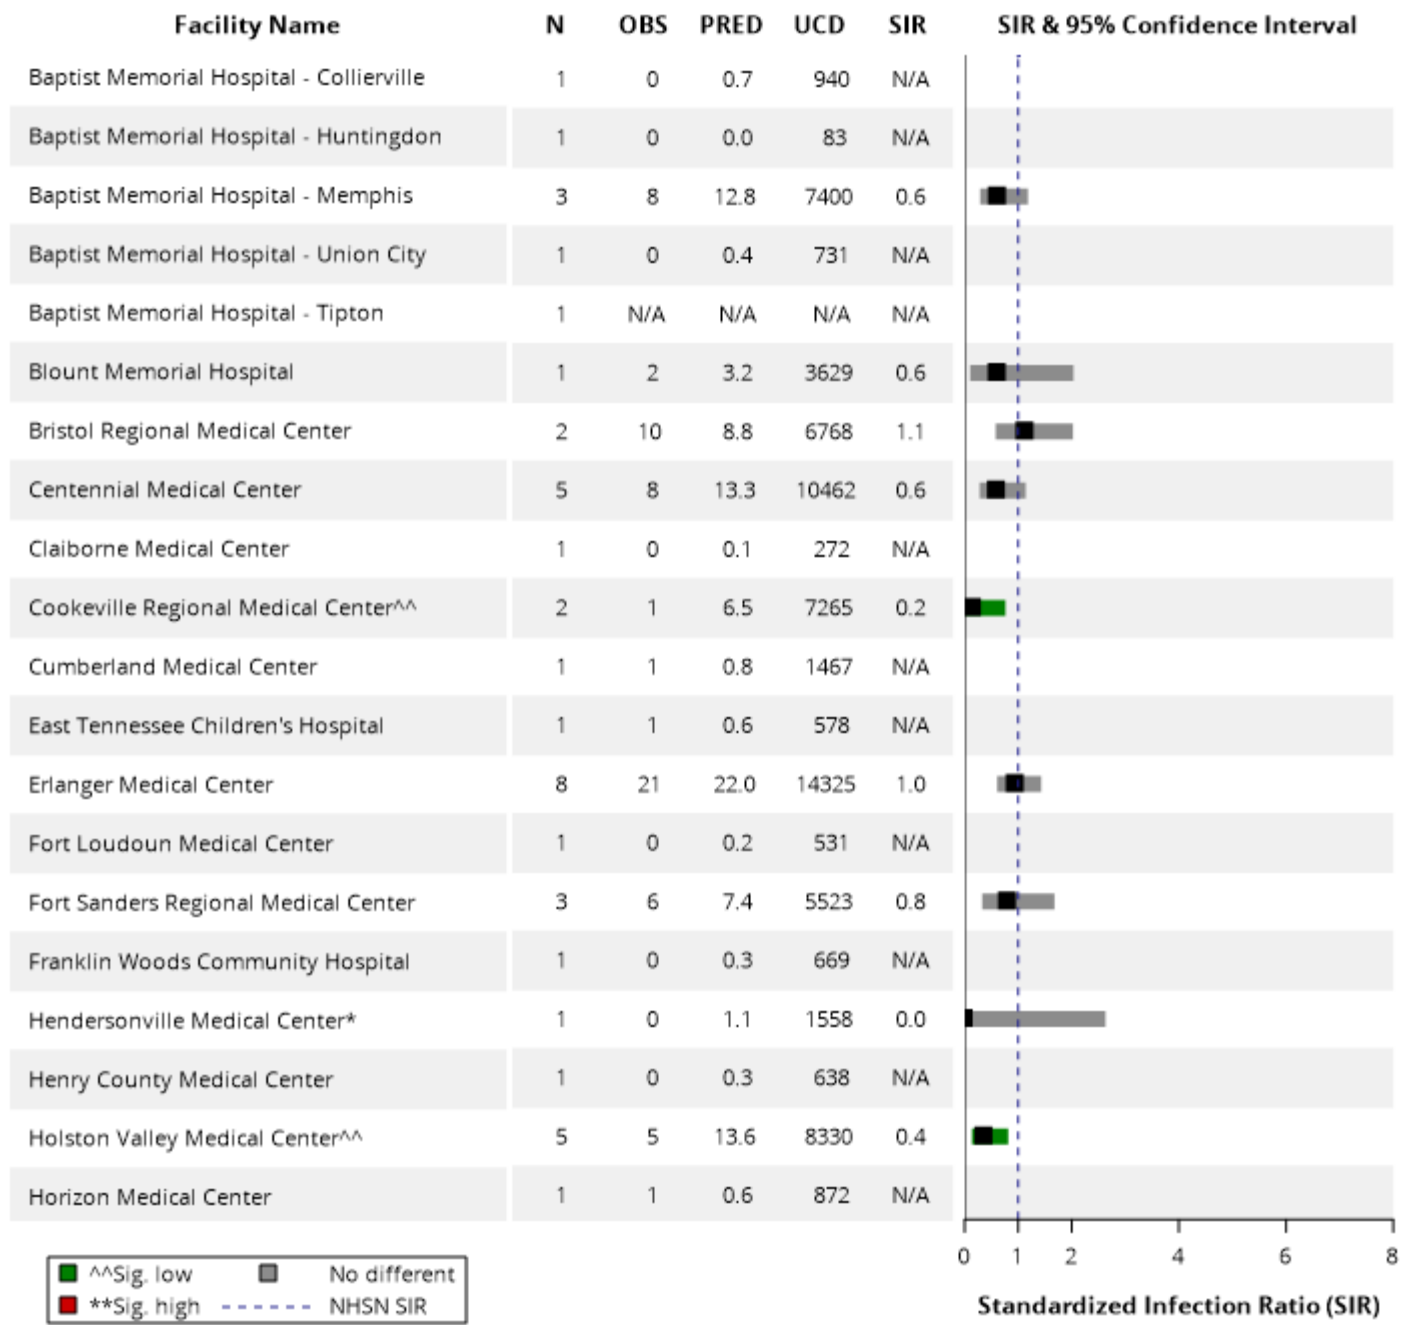 Facility Name N OBS PRED UCD SIR SIR & 95% Confidence Interval
Baptist Memorial Hospital - Collierville 1 0 0.7 940 N/A
Baptist Memorial Hospital - Huntingdon 1 0 0.0 83 N/A
Baptist Memorial Hospital - Memphis 3 8 12.8 7400 0.6
Baptist Memorial Hospital - Union City 1 0 0.4 731 N/A
Baptist Memorial Hospital - Tipton 1 N/A N/A N/A N/A
Blount Memorial Hospital 1 2 3.2 3629 0.6
Bristol Regional Medical Center 2 10 8.8 6768 1.1
Centennial Medical Center 5 8 13.3 10462 0.6
Claiborne Medical Center 1 0 0.1 272 N/A
Cookeville Regional Medical Center^^ 2 1 6.5 7265 0.2
Cumberland Medical Center 1 1 0.8 1467 N/A
East Tennessee Children's Hospital 1 1 0.6 578 N/A
Erlanger Medical Center 8 21 22.0 14325 1.0
Fort Loudoun Medical Center 1 0 0.2 531 N/A
Fort Sanders Regional Medical Center 3 6 7.4 5523 0.8
Franklin Woods Community Hospital 1 0 0.3 669 N/A
Hendersonville Medical Center* 1 0 1.1 1558 0.0
Henry County Medical Center 1 0 0.3 638 N/A
Holston Valley Medical Center^^ 5 5 13.6 8330 0.4
Horizon Medical Center 1 1 0.6 872 N/A
0 1 2 4 6 8
^^Sig. low No different
**Sig. high NHSN SIR
Standardized Infection Ratio (SIR)